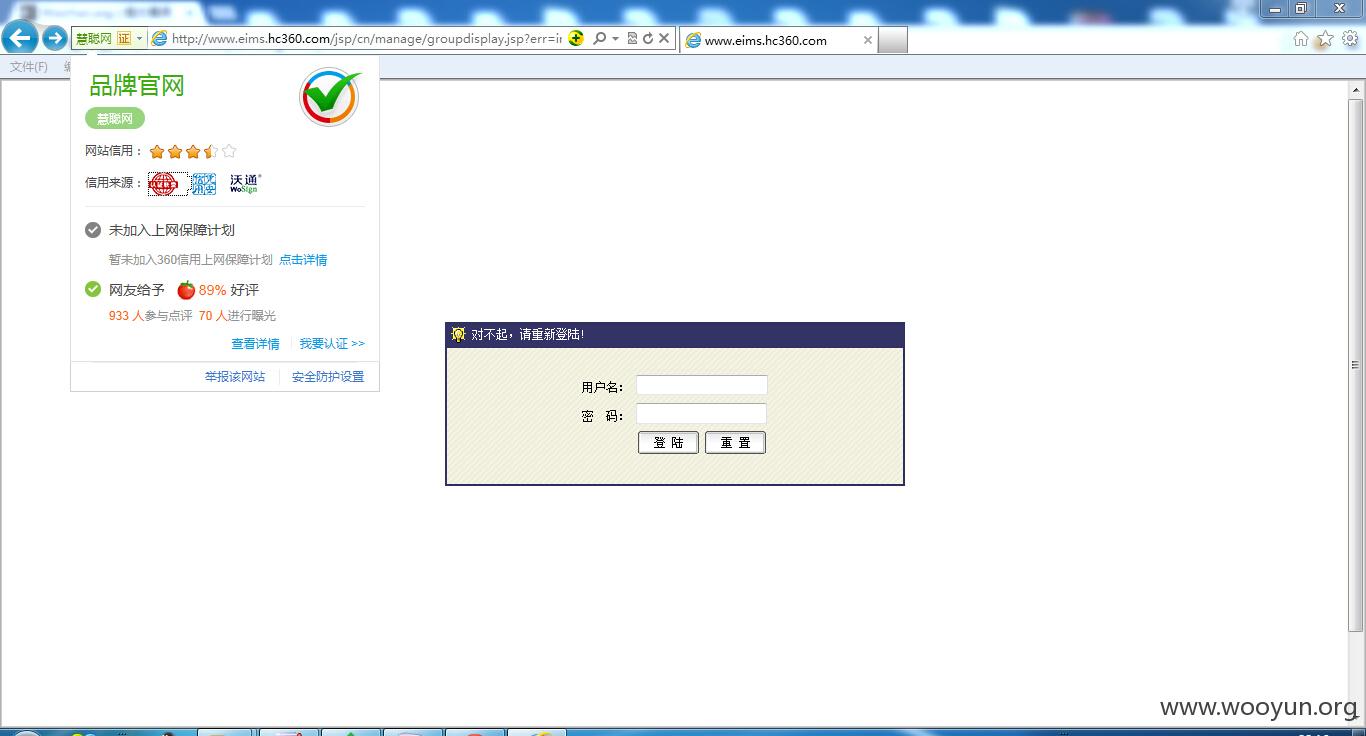 慧聪网 证 http://www.eims.hc360.com/jsp/cn/manage/groupdisplay.jsp?err=i www.eims.hc360.com
文件(F)
品牌官网
慧聪网
网站信用：
信用来源： 沃通 WoSign
未加入上网保障计划
暂未加入360信用上网保障计划 点击详情
网友给予 89% 好评
933 人参与点评 70 人进行曝光
查看详情 我要认证 >>
举报该网站 安全防护设置
对不起，请重新登陆!
用户名：
密 码：
登 陆 重 置
www.wooyun.org